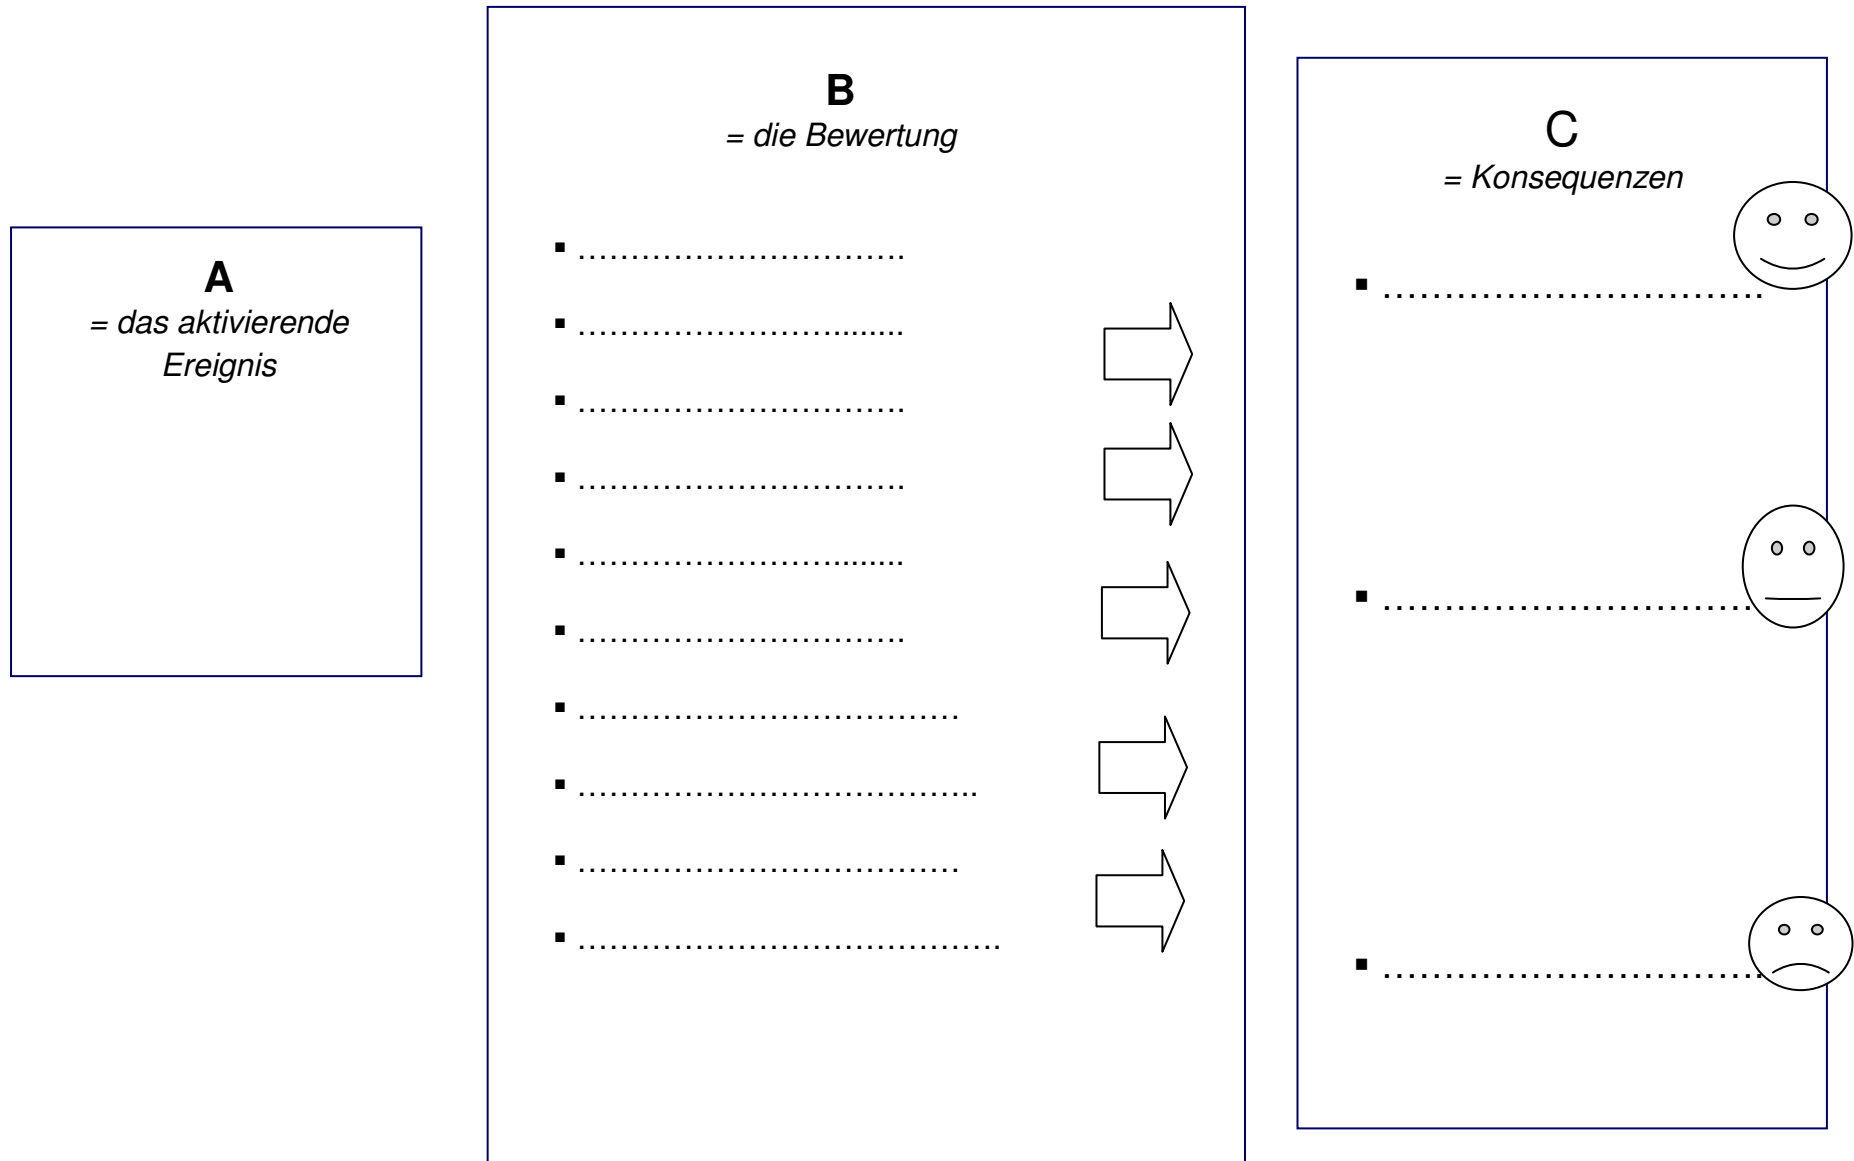 A
= das aktivierende
Ereignis
B
= die Bewertung
▪ ................................
▪ ................................
▪ ................................
▪ ................................
▪ ................................
▪ ................................
▪ ......................................
▪ ........................................
▪ ......................................
▪ ..........................................
C
= Konsequenzen
▪ ................................
▪ ................................
▪ ................................